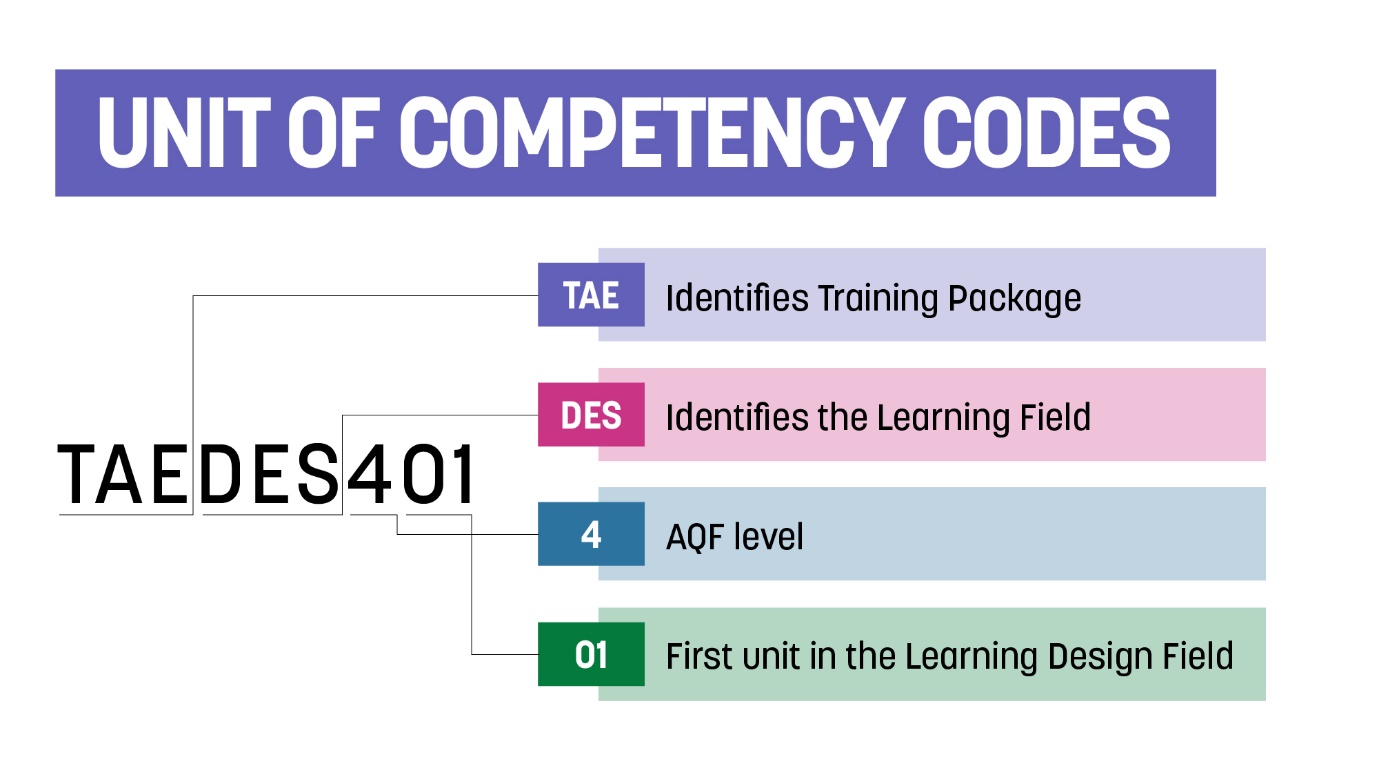 UNIT OF COMPETENCY CODES
TAE Identifies Training Package
DES Identifies the Learning Field
TAEDES401
4 AQF level
01 First unit in the Learning Design Field